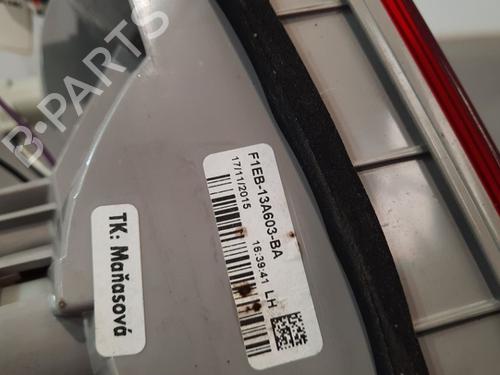 B-PARTS
F1EB-13A603-BA
17/11/2015
16:39:41 LH
TK: Maňasová